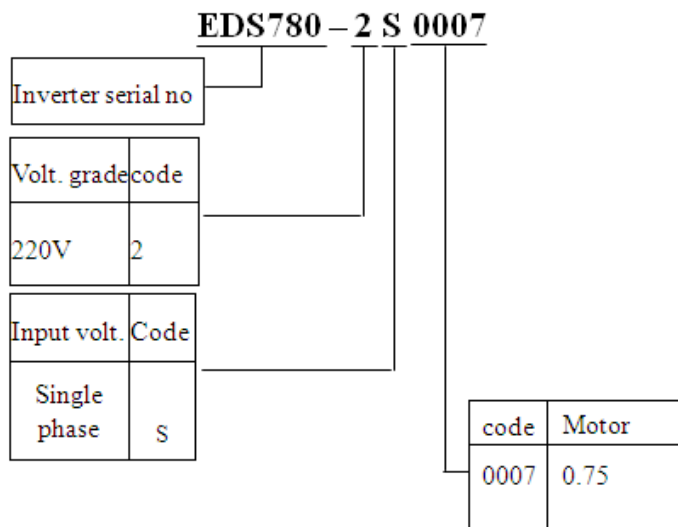 EDS780 – 2 S 0007
Inverter serial no
Volt. grade code
220V 2
Input volt. Code
Single
phase S
code Motor
0007 0.75